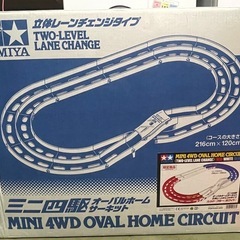 MIYA
立体レーンチェンジタイプ
TWO-LEVEL
LANE CHANGE
(コースの大きさ)
216cm×120cm
ミニ四駆 オーバルホーム
サーキット
MINI 4WD OVAL HOME CIRCUIT
MINI 4WD OVAL HOME CIRCUIT